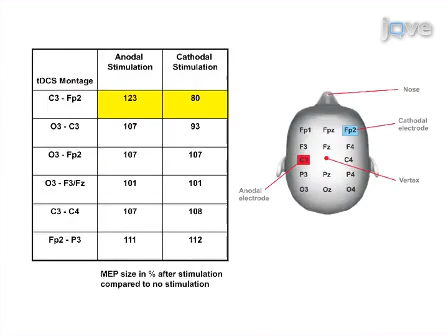 jove
Anodal Stimulation
Cathodal Stimulation
tDCS Montage
C3 - Fp2 123 80
O3 - C3 107 93
O3 - Fp2 107 107
O3 - F3/Fz 101 101
C3 - C4 107 108
Fp2 - P3 111 112
MEP size in % after stimulation
compared to no stimulation
Nose
Fp1 Fpz Fp2
Cathodal
electrode
F3 Fz F4
C3 C4
Anodal
electrode
P3 Pz P4
Vertex
O3 Oz O4